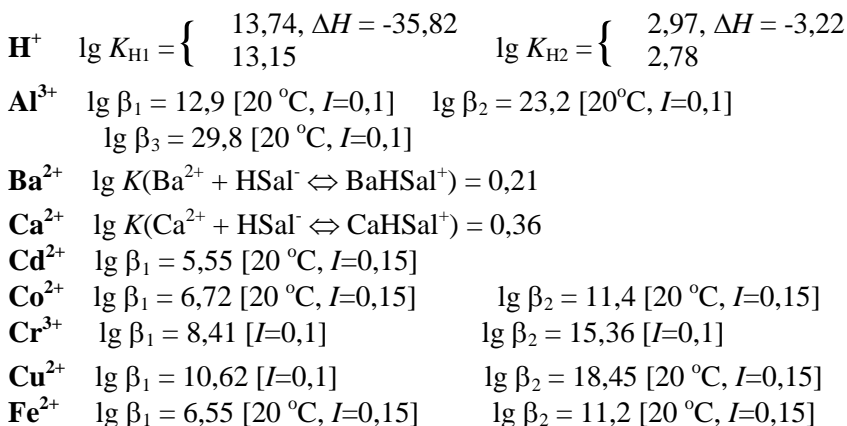 13,74, ΔH = -35,82 2,97, ΔH = -3,22
H⁺ lg K_H1 = { lg K_H2 = {
13,15 2,78
Al³⁺ lg β₁ = 12,9 [20 °C, I=0,1] lg β₂ = 23,2 [20°C, I=0,1]
lg β₃ = 29,8 [20 °C, I=0,1]
Ba²⁺ lg K(Ba²⁺ + HSal⁻ ⇔ BaHSal⁺) = 0,21
Ca²⁺ lg K(Ca²⁺ + HSal⁻ ⇔ CaHSal⁺) = 0,36
Cd²⁺ lg β₁ = 5,55 [20 °C, I=0,15]
Co²⁺ lg β₁ = 6,72 [20 °C, I=0,15] lg β₂ = 11,4 [20 °C, I=0,15]
Cr³⁺ lg β₁ = 8,41 [I=0,1] lg β₂ = 15,36 [I=0,1]
Cu²⁺ lg β₁ = 10,62 [I=0,1] lg β₂ = 18,45 [20 °C, I=0,15]
Fe²⁺ lg β₁ = 6,55 [20 °C, I=0,15] lg β₂ = 11,2 [20 °C, I=0,15]